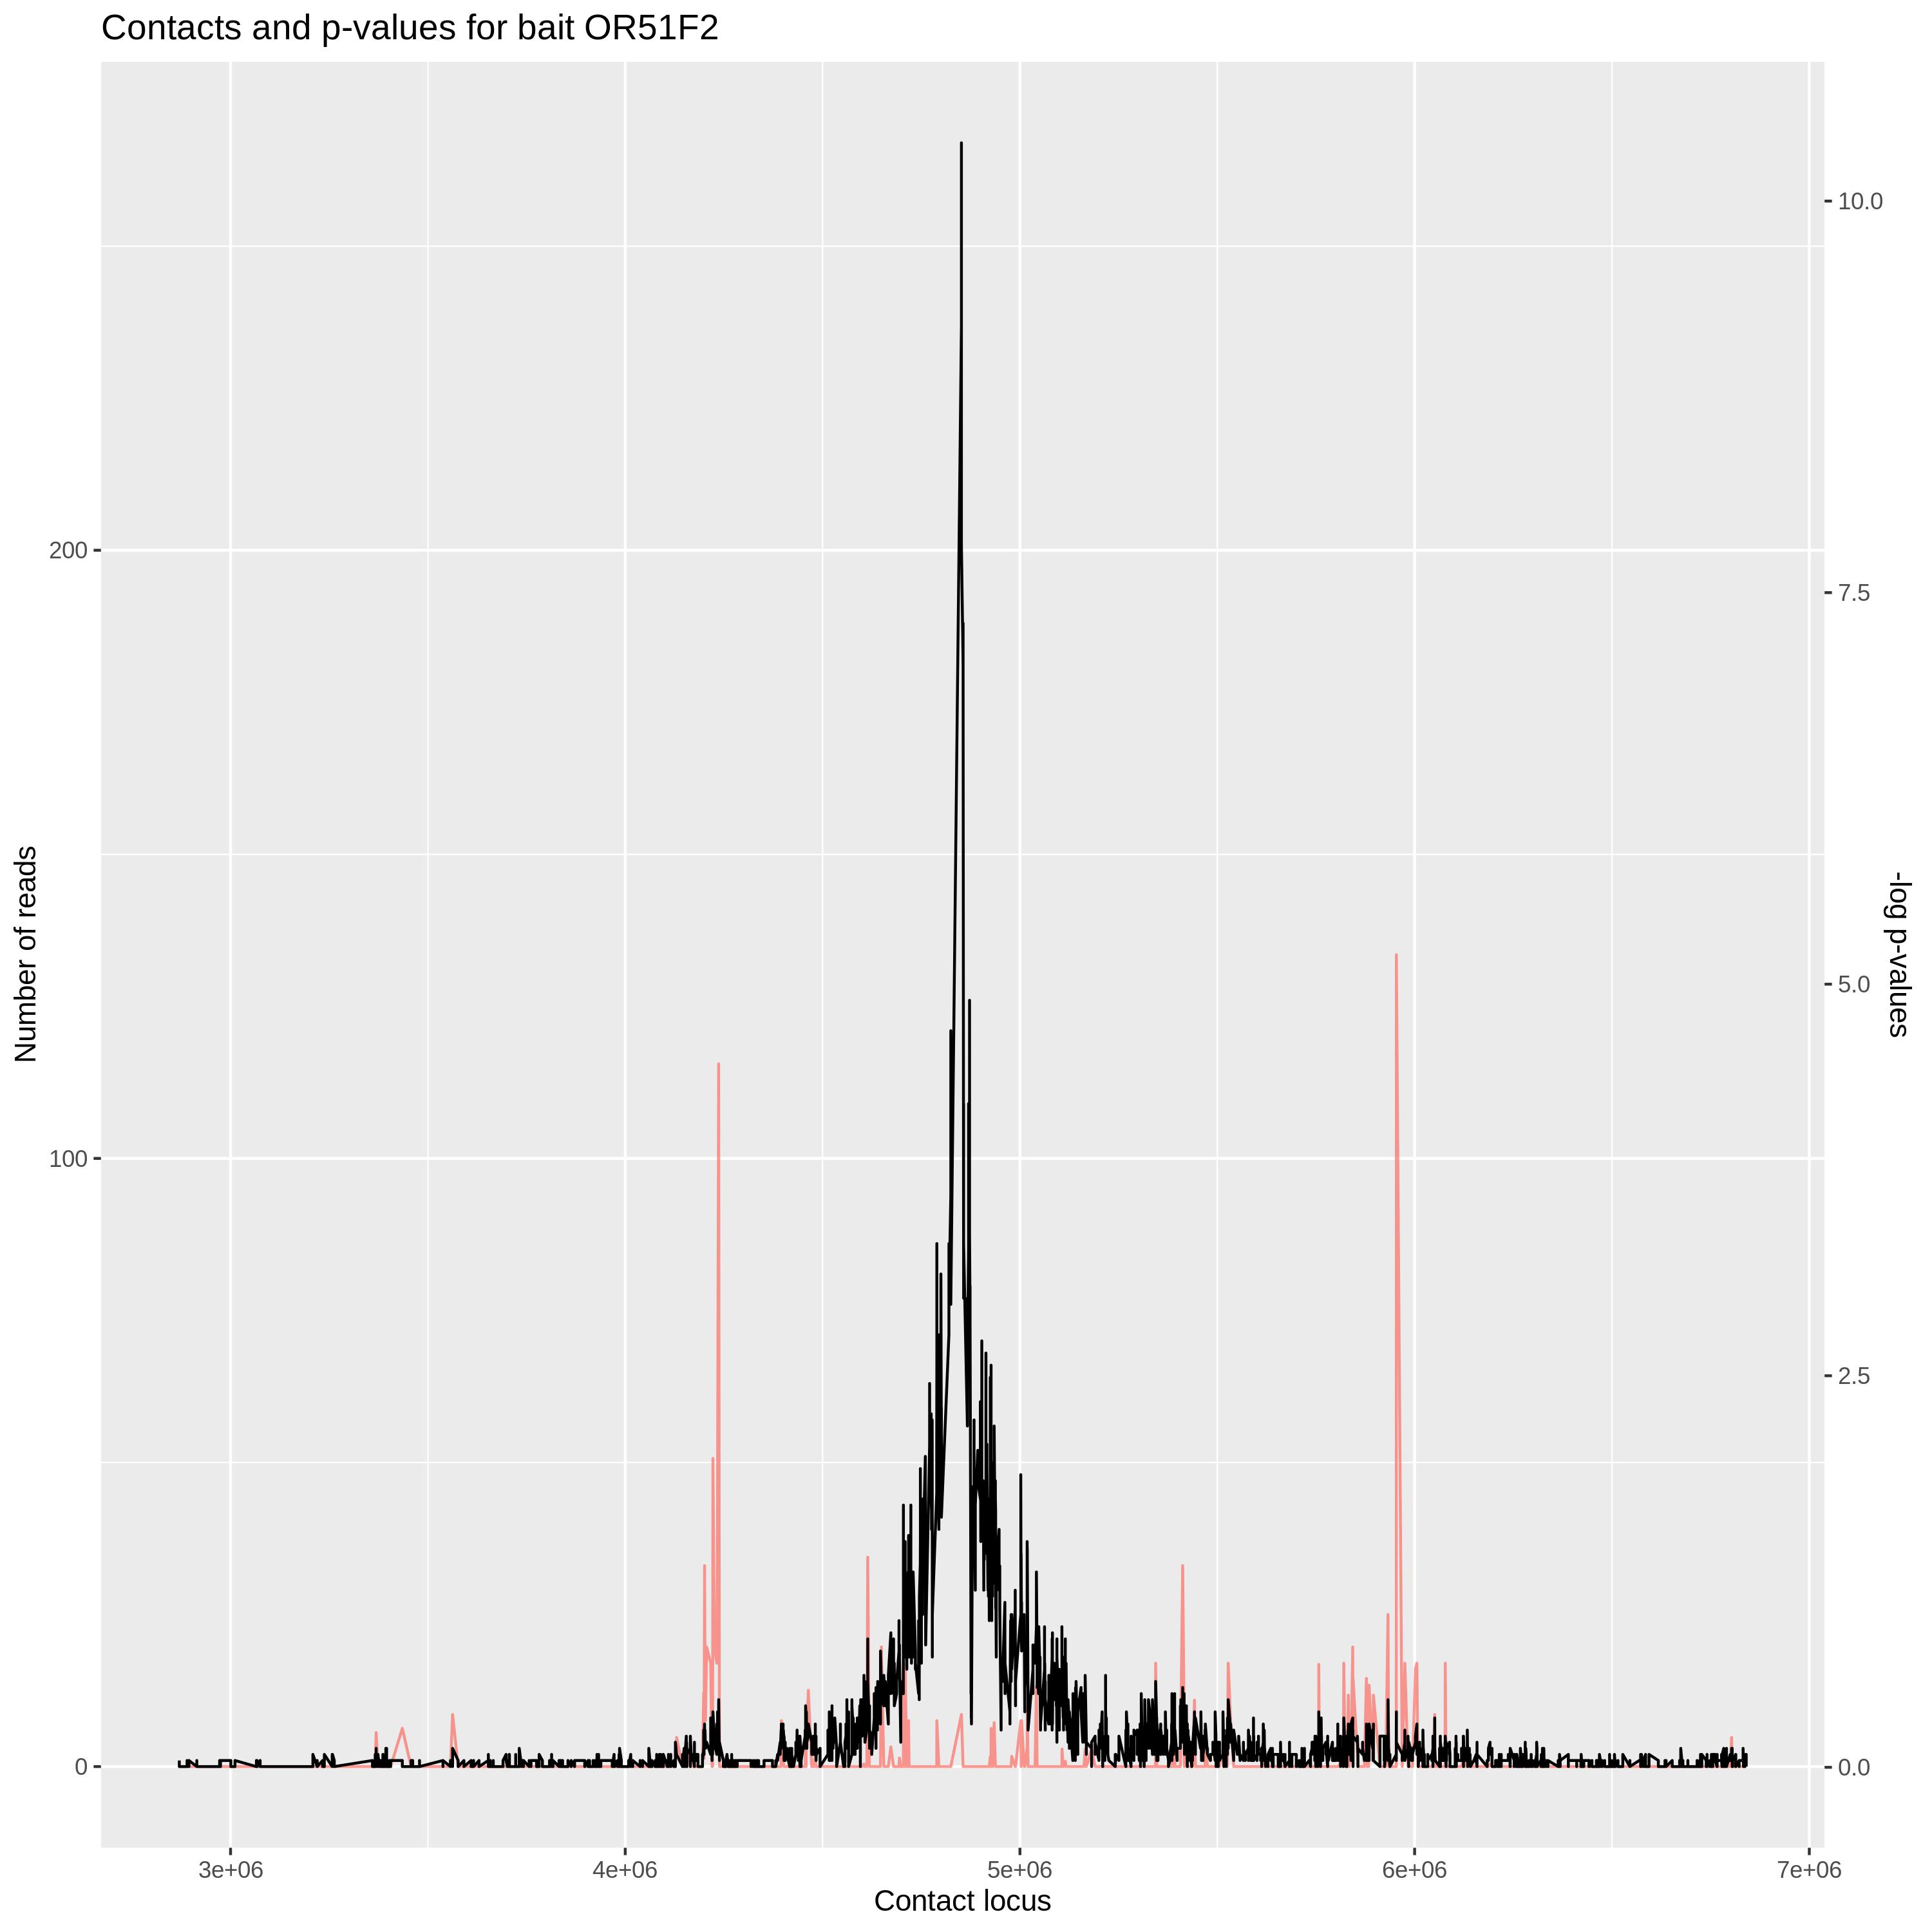 Contacts and p-values for bait OR51F2
10.0
200
7.5
Number of reads
-log p-values
5.0
100
2.5
0
0.0
3e+06
4e+06
5e+06
6e+06
7e+06
Contact locus